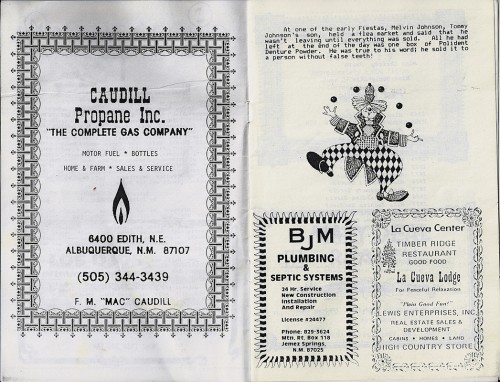 CAUDILL
Propane Inc.
"THE COMPLETE GAS COMPANY"
MOTOR FUEL * BOTTLES
HOME & FARM * SALES & SERVICE
6400 EDITH, N.E.
ALBUQUERQUE, N.M. 87107
(505) 344-3439
F. M. "MAC" CAUDILL
At one of the early Fiestas, Melvin Johnson, Tommy
Johnson's son, held a flea market and said that he
wasn't leaving until everything was sold. All he had
left at the end of the day was one box of Polident
Denture Powder. He was true to his word; he sold it to
a person without false teeth!
BJM
PLUMBING
&
SEPTIC SYSTEMS
24 Hr. Service
New Construction
Installation
And Repair
License #24477
Phone: 829-3624
Mtn. Rt. Box 118
Jemez Springs,
N.M. 87025
La Cueva Center
TIMBER RIDGE
RESTAURANT
GOOD FOOD
La Cueva Lodge
For Peaceful Relaxation
"Plain Good Fun"
LEWIS ENTERPRISES, INC.
REAL ESTATE SALES &
DEVELOPMENT
CABINS • HOMES • LAND
HIGH COUNTRY STORE